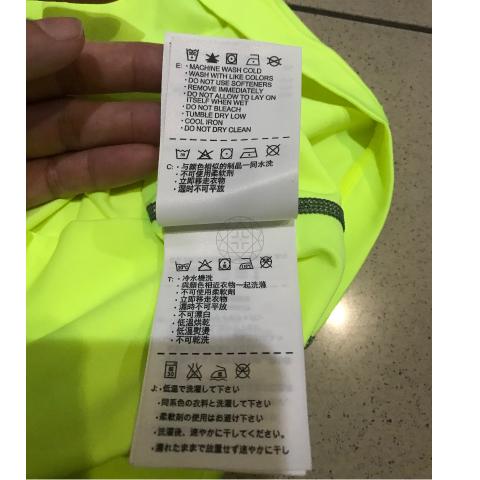 E: ・MACHINE WASH COLD
・WASH WITH LIKE COLORS
・DO NOT USE SOFTENERS
・REMOVE IMMEDIATELY
・DO NOT ALLOW TO LAY ON
ITSELF WHEN WET
・DO NOT BLEACH
・TUMBLE DRY LOW
・COOL IRON
・DO NOT DRY CLEAN
C: ・与颜色相似的制品一同水洗
・不可使用柔软剂
・立即移走衣物
・湿时不可平放
T: ・冷水機洗
・與顏色相近衣物一起洗滌
・不可使用柔軟劑
・立即移走衣物
・濕時不可平放
・不可漂白
・低溫烘乾
・低溫熨燙
・不可乾洗
よ・低温で洗濯して下さい
・同系色の衣料と洗濯して下さい
・柔軟剤の使用はお避け下さい
・洗濯後、速やかに干してください。
・濡れたままで放置せず速やかに干し